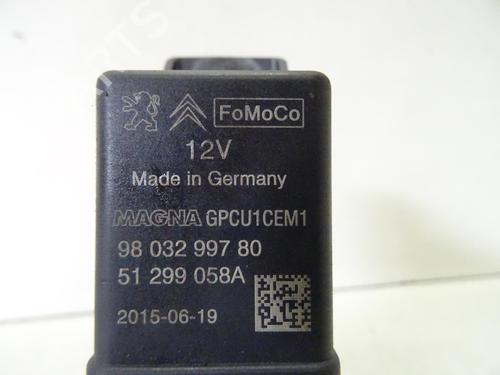 FoMoCo
12V
Made in Germany
MAGNA GPCU1CEM1
98 032 997 80
51 299 058A
2015-06-19